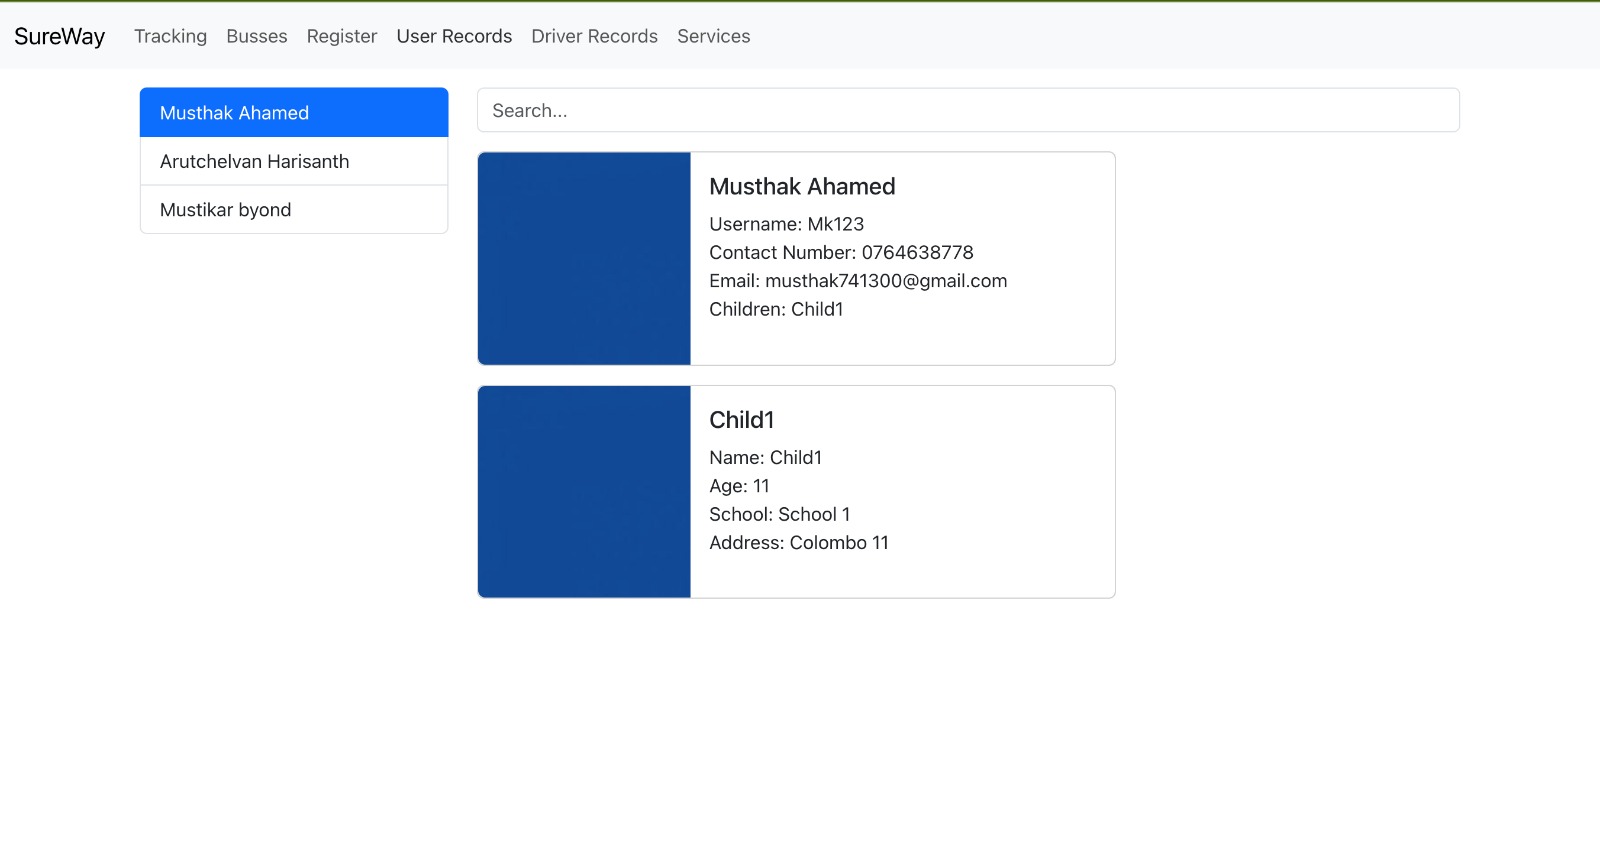 SureWay Tracking Busses Register User Records Driver Records Services
Musthak Ahamed
Arutchelvan Harisanth
Mustikar byond
Search...
Musthak Ahamed
Username: Mk123
Contact Number: 0764638778
Email: musthak741300@gmail.com
Children: Child1
Child1
Name: Child1
Age: 11
School: School 1
Address: Colombo 11